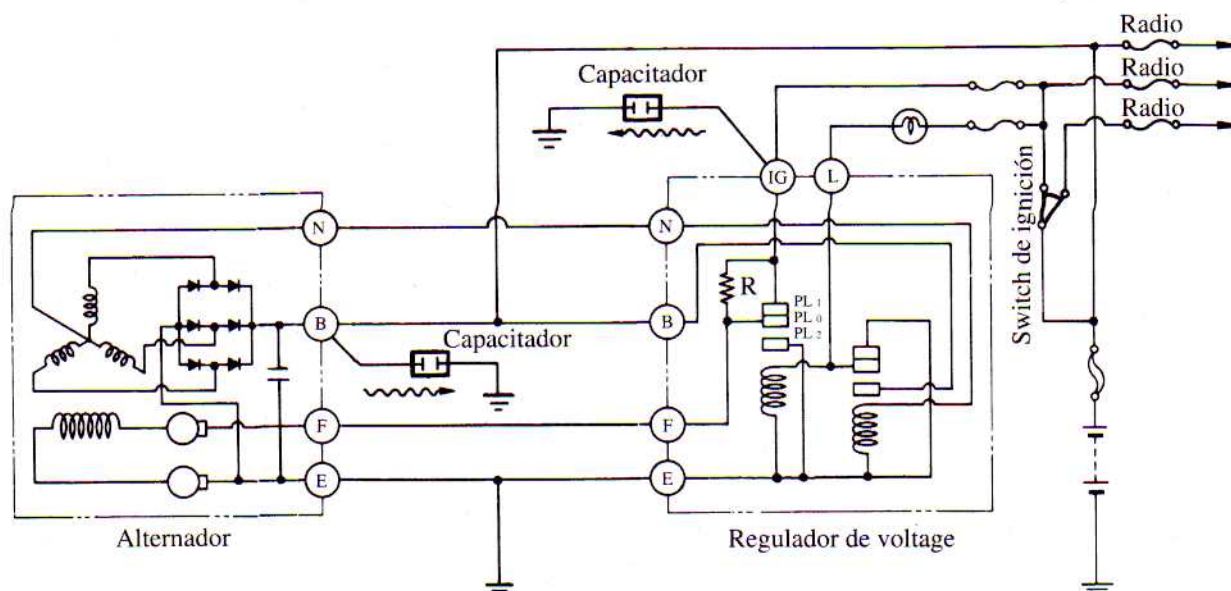 Radio
Capacitador
Radio
Radio
IG
L
Switch de ignición
N
N
R
PL 1
PL 0
PL 2
B
B
Capacitador
F
F
E
E
Alternador
Regulador de voltage